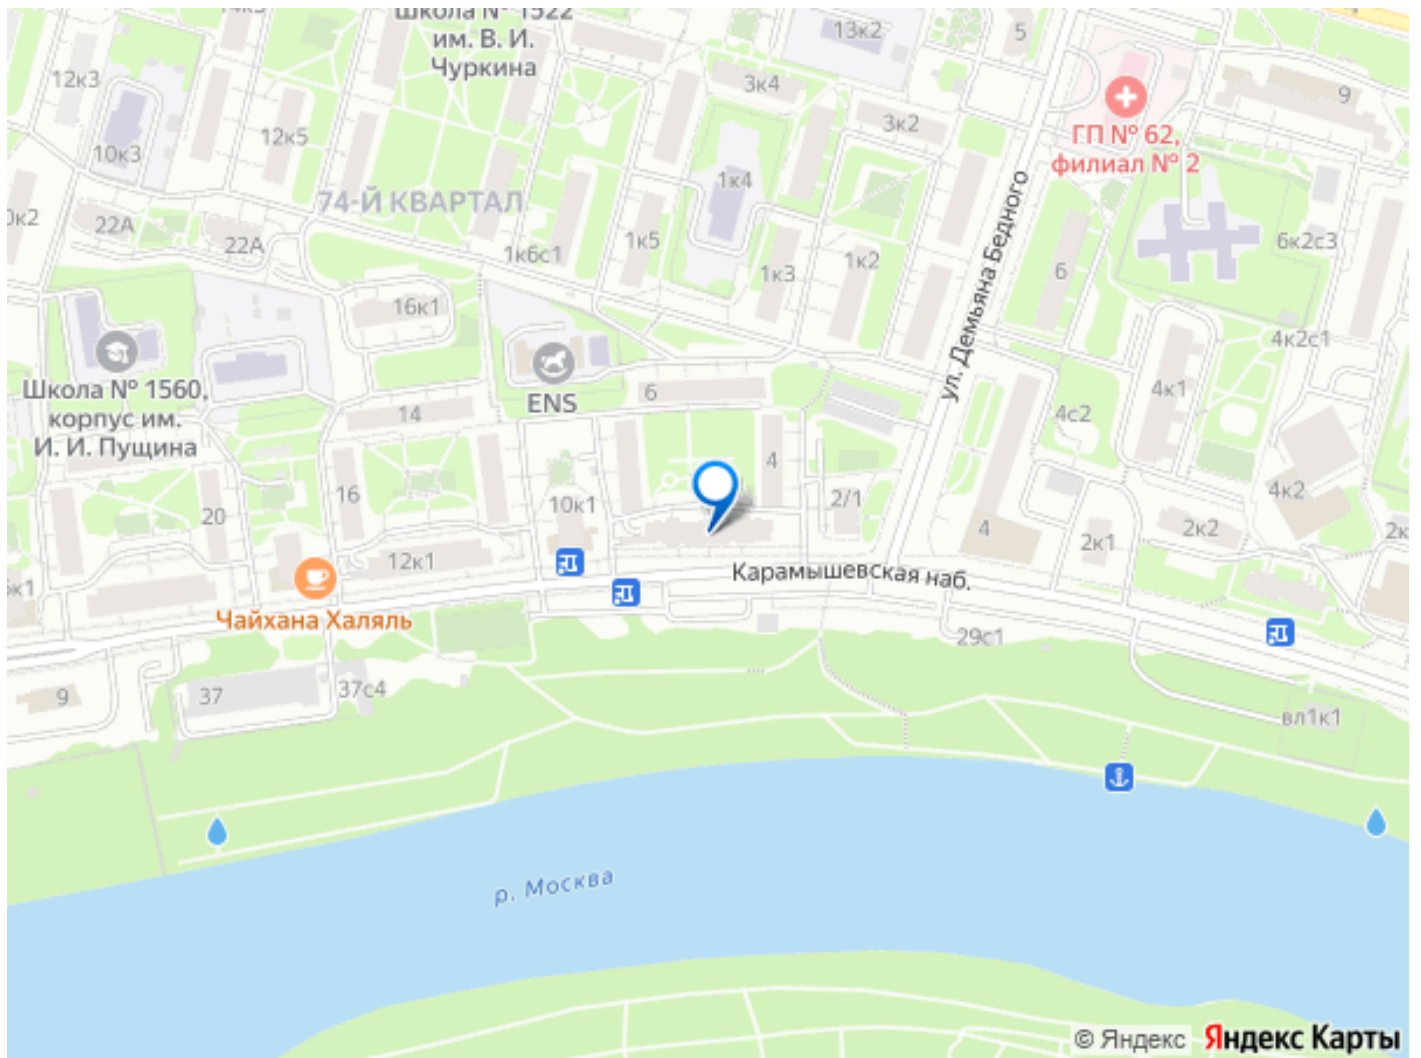 14к3
Школа № 1522
им. В. И.
Чуркина
13к2
5
12к3
3к4
9
12к5
3к2
ГП № 62,
филиал № 2
10к3
1к4
74-Й КВАРТАЛ
22А
22А
1к6с1
1к5
1к3
1к2
ул. Демьяна Бедного
6
6к2с3
16к1
4к2с1
Школа № 1560,
корпус им.
И. И. Пущина
ENS
6
14
4к1
4с2
4
16
10к1
2/1
4к2
20
12к1
4
2к1
2к2
Карамышевская наб.
Чайхана Халяль
29с1
9
37
37с4
вл1к1
р. Москва
© Яндекс
Яндекс Карты